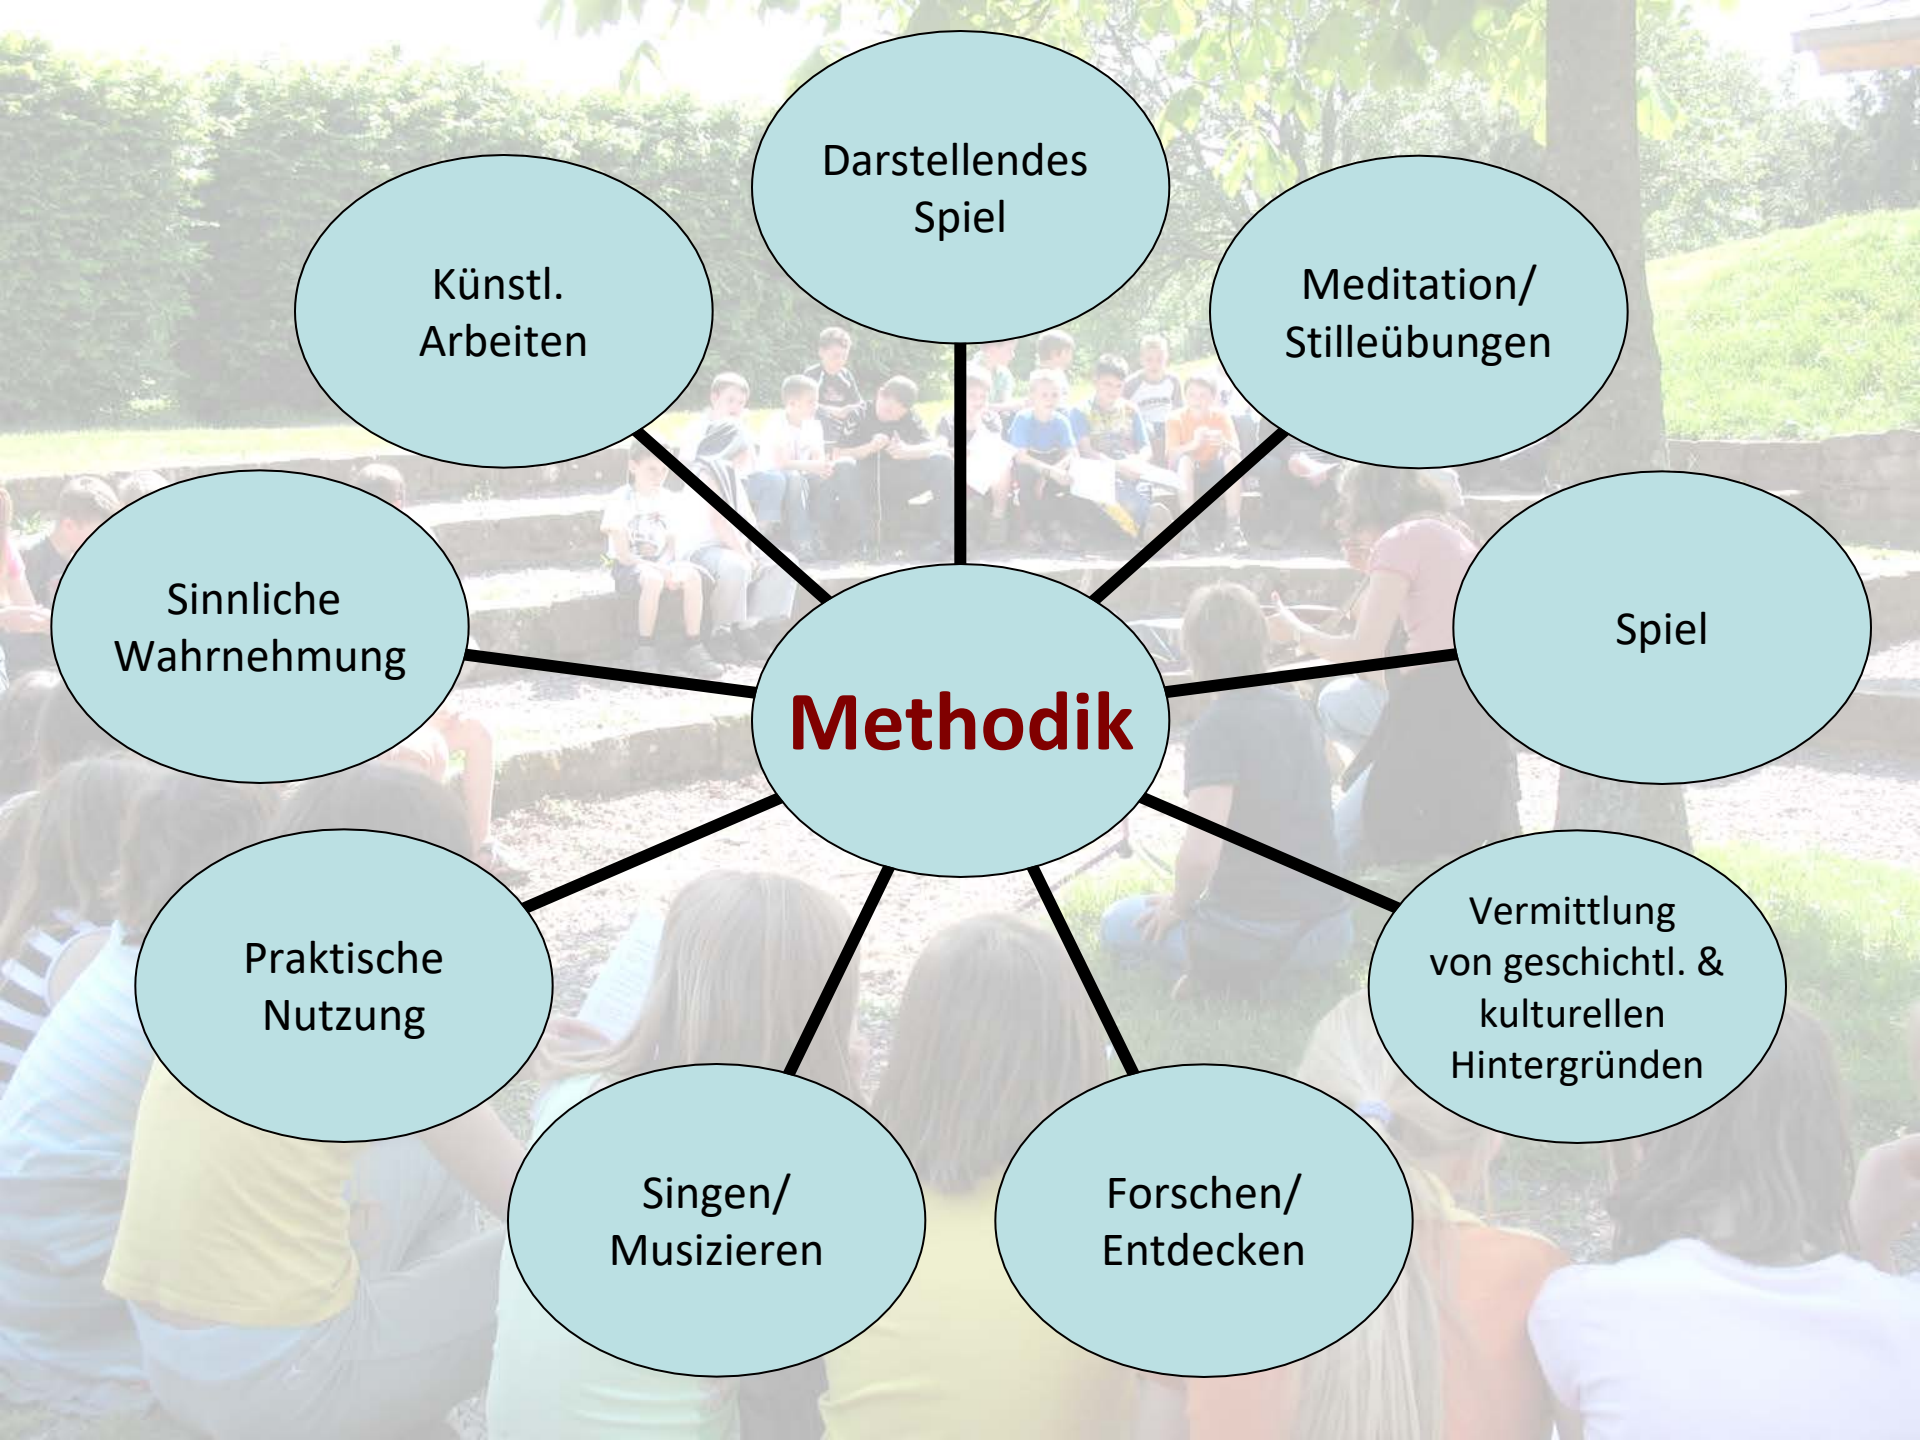 Darstellendes
Spiel
Künstl.
Arbeiten
Meditation/
Stilleübungen
Sinnliche
Wahrnehmung
Spiel
Methodik
Praktische
Nutzung
Vermittlung
von geschichtl. &
kulturellen
Hintergründen
Singen/
Musizieren
Forschen/
Entdecken